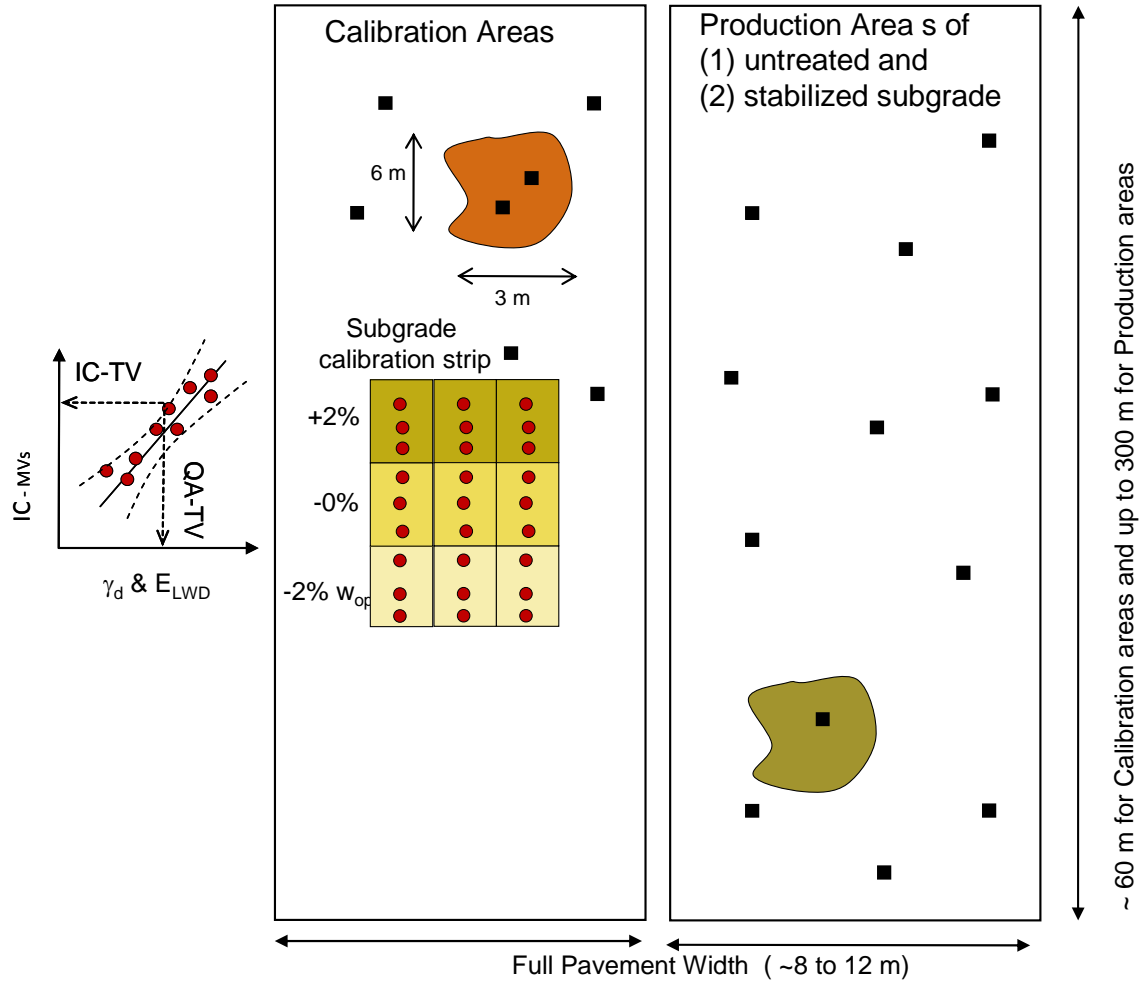 Calibration Areas
6 m
3 m
Subgrade
calibration strip
+2%
-0%
-2% wop
IC-TV
QA-TV
IC - MVs
γd & ELWD
Production Area s of
(1) untreated and
(2) stabilized subgrade
~ 60 m for Calibration areas and up to 300 m for Production areas
Full Pavement Width ( ~8 to 12 m)